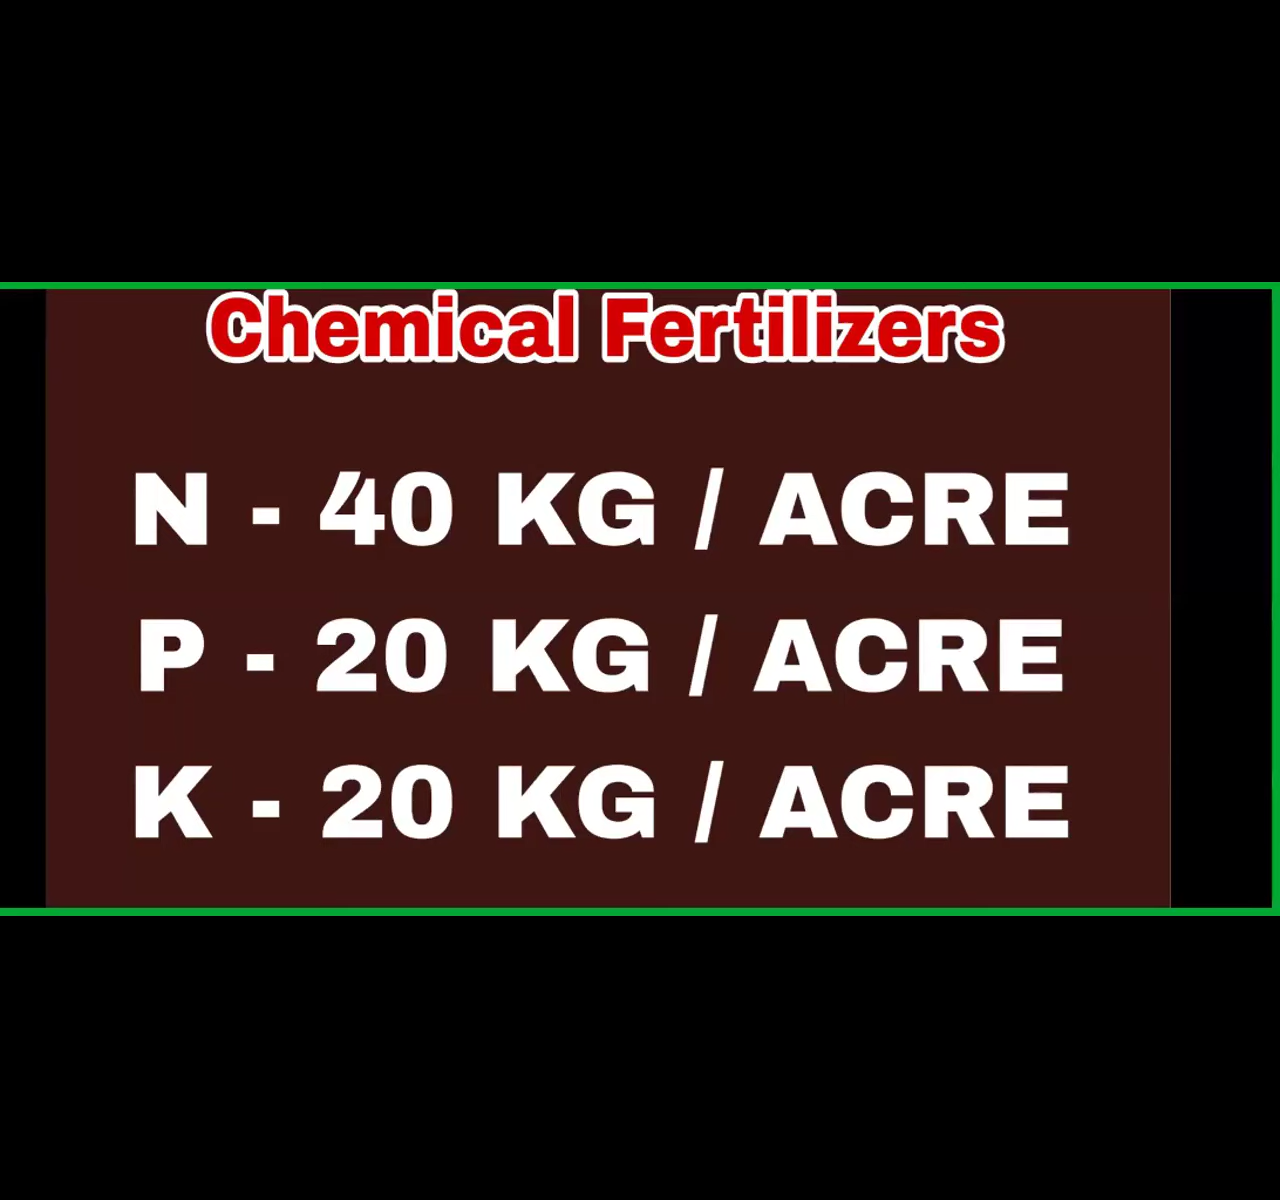 Chemical Fertilizers
N - 40 KG / ACRE
P - 20 KG / ACRE
K - 20 KG / ACRE